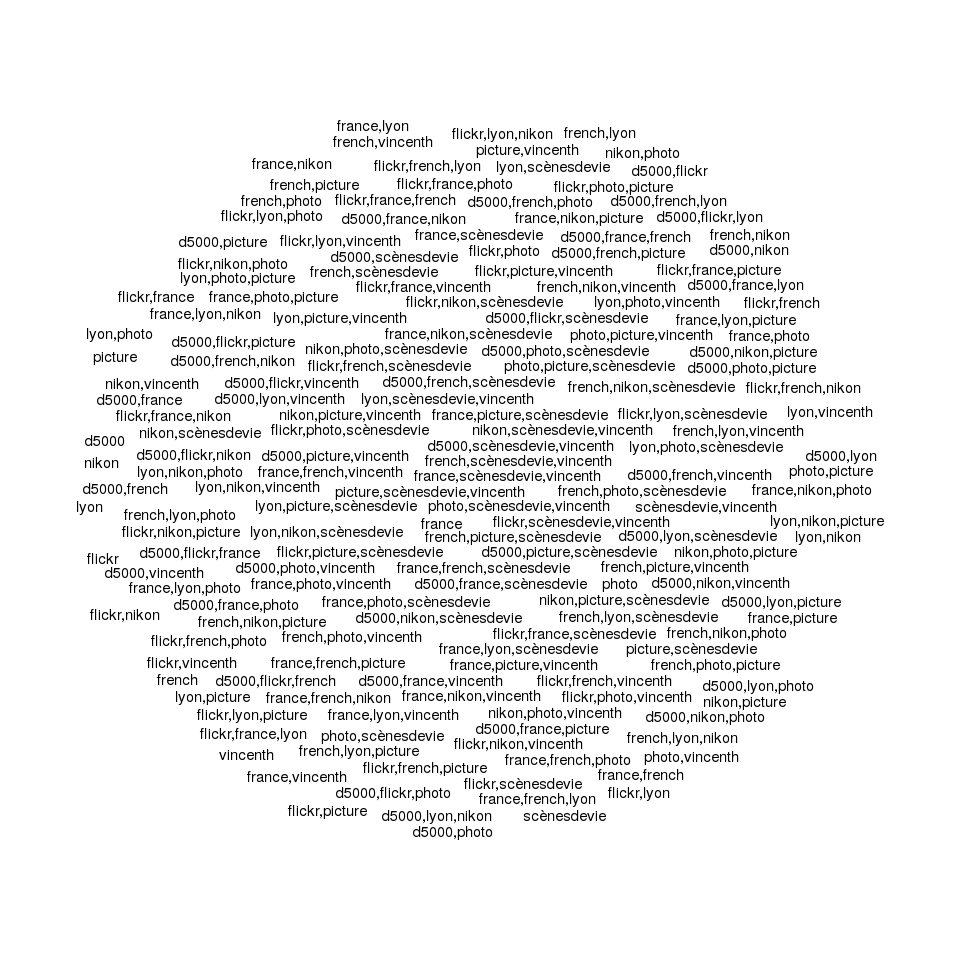 france,lyon
french,vincenth
flickr,lyon,nikon
french,lyon
picture,vincenth
nikon,photo
france,nikon
flickr,french,lyon
lyon,scènesdevie
d5000,flickr
french,picture
flickr,france,photo
flickr,photo,picture
french,photo
flickr,france,french
d5000,french,photo
d5000,french,lyon
flickr,lyon,photo
d5000,france,nikon
france,nikon,picture
d5000,flickr,lyon
d5000,picture
flickr,lyon,vincenth
france,scènesdevie
d5000,france,french
french,nikon
d5000,scènesdevie
flickr,photo
d5000,french,picture
d5000,nikon
flickr,nikon,photo
french,scènesdevie
flickr,picture,vincenth
flickr,france,picture
lyon,photo,picture
flickr,france,vincenth
french,nikon,vincenth
d5000,france,lyon
flickr,france
france,photo,picture
flickr,nikon,scènesdevie
lyon,photo,vincenth
flickr,french
france,lyon,nikon
lyon,picture,vincenth
d5000,flickr,scènesdevie
france,lyon,picture
lyon,photo
d5000,flickr,picture
france,nikon,scènesdevie
photo,picture,vincenth
france,photo
picture
d5000,french,nikon
nikon,photo,scènesdevie
d5000,photo,scènesdevie
d5000,nikon,picture
flickr,french,scènesdevie
photo,picture,scènesdevie
d5000,photo,picture
nikon,vincenth
d5000,flickr,vincenth
d5000,french,scènesdevie
french,nikon,scènesdevie
flickr,french,nikon
d5000,france
d5000,lyon,vincenth
lyon,scènesdevie,vincenth
flickr,france,nikon
nikon,picture,vincenth
france,picture,scènesdevie
flickr,lyon,scènesdevie
lyon,vincenth
d5000
nikon,scènesdevie
flickr,photo,scènesdevie
nikon,scènesdevie,vincenth
french,lyon,vincenth
d5000,flickr,nikon
d5000,picture,vincenth
d5000,scènesdevie,vincenth
lyon,photo,scènesdevie
d5000,lyon
nikon
lyon,nikon,photo
france,french,vincenth
french,scènesdevie,vincenth
france,scènesdevie,vincenth
d5000,french,vincenth
photo,picture
d5000,french
lyon,nikon,vincenth
picture,scènesdevie,vincenth
french,photo,scènesdevie
france,nikon,photo
lyon
french,lyon,photo
lyon,picture,scènesdevie
photo,scènesdevie,vincenth
scènesdevie,vincenth
france
flickr,scènesdevie,vincenth
lyon,nikon,picture
flickr,nikon,picture
lyon,nikon,scènesdevie
french,picture,scènesdevie
d5000,lyon,scènesdevie
lyon,nikon
flickr
d5000,flickr,france
flickr,picture,scènesdevie
d5000,picture,scènesdevie
nikon,photo,picture
d5000,vincenth
d5000,photo,vincenth
france,french,scènesdevie
french,picture,vincenth
france,lyon,photo
france,photo,vincenth
d5000,france,scènesdevie
photo
d5000,nikon,vincenth
flickr,nikon
d5000,france,photo
france,photo,scènesdevie
nikon,picture,scènesdevie
d5000,lyon,picture
french,nikon,picture
d5000,nikon,scènesdevie
french,lyon,scènesdevie
france,picture
flickr,french,photo
french,photo,vincenth
flickr,france,scènesdevie
french,nikon,photo
france,lyon,scènesdevie
picture,scènesdevie
flickr,vincenth
france,french,picture
france,picture,vincenth
french,photo,picture
french
d5000,flickr,french
d5000,france,vincenth
flickr,french,vincenth
d5000,lyon,photo
lyon,picture
france,french,nikon
france,nikon,vincenth
flickr,photo,vincenth
nikon,picture
flickr,lyon,picture
france,lyon,vincenth
nikon,photo,vincenth
d5000,nikon,photo
flickr,france,lyon
photo,scènesdevie
d5000,france,picture
french,lyon,nikon
flickr,nikon,vincenth
vincenth
french,lyon,picture
france,french,photo
photo,vincenth
france,vincenth
flickr,french,picture
france,french
flickr,scènesdevie
d5000,flickr,photo
france,french,lyon
flickr,lyon
flickr,picture
d5000,lyon,nikon
scènesdevie
d5000,photo